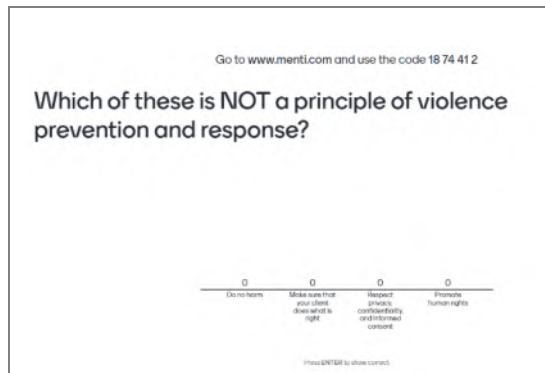 Go to www.menti.com and use the code 18 74 41 2
Which of these is NOT a principle of violence
prevention and response?
0 0 0 0
Do no harm
Make sure that
your client
does what is
right
Respect
privacy,
confidentiality,
and informed
consent
Promote
human rights
Press ENTER to show correct